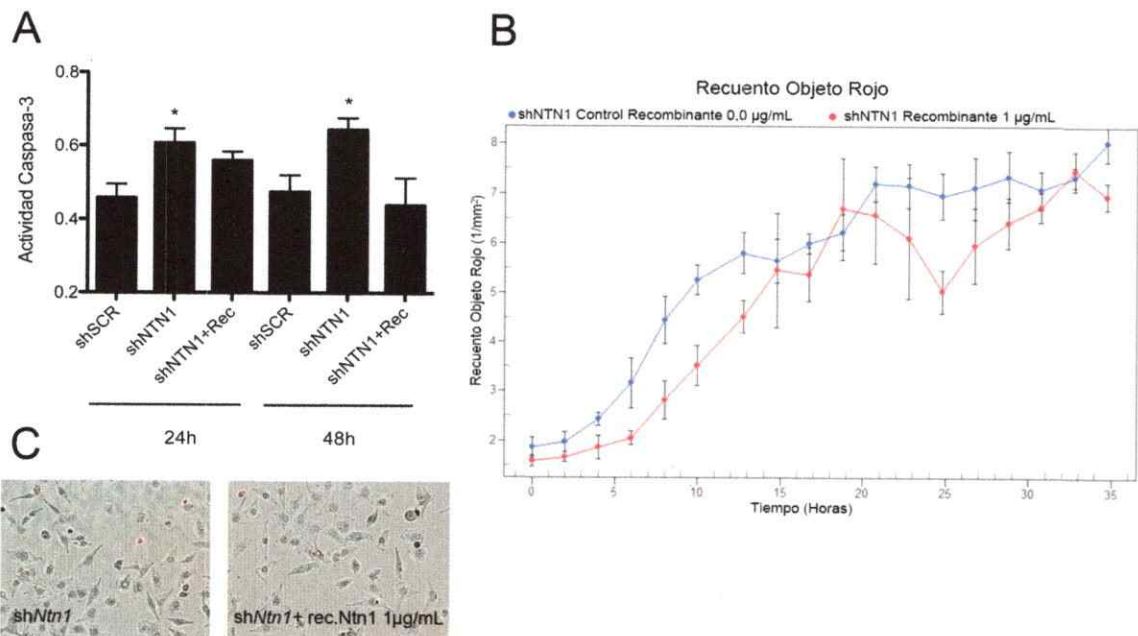 A
Actividad Caspasa-3
0.8
0.6
0.4
0.2
shSCR
shNTN1
shNTN1+Rec
shSCR
shNTN1
shNTN1+Rec
24h
48h
B
Recuento Objeto Rojo
shNTN1 Control Recombinante 0,0 µg/mL
shNTN1 Recombinante 1 µg/mL
Recuento Objeto Rojo (1/mm²)
8
7
6
5
4
3
2
0
5
10
15
20
25
30
35
Tiempo (Horas)
C
shNtn1
shNtn1+ rec.Ntn1 1µg/mL